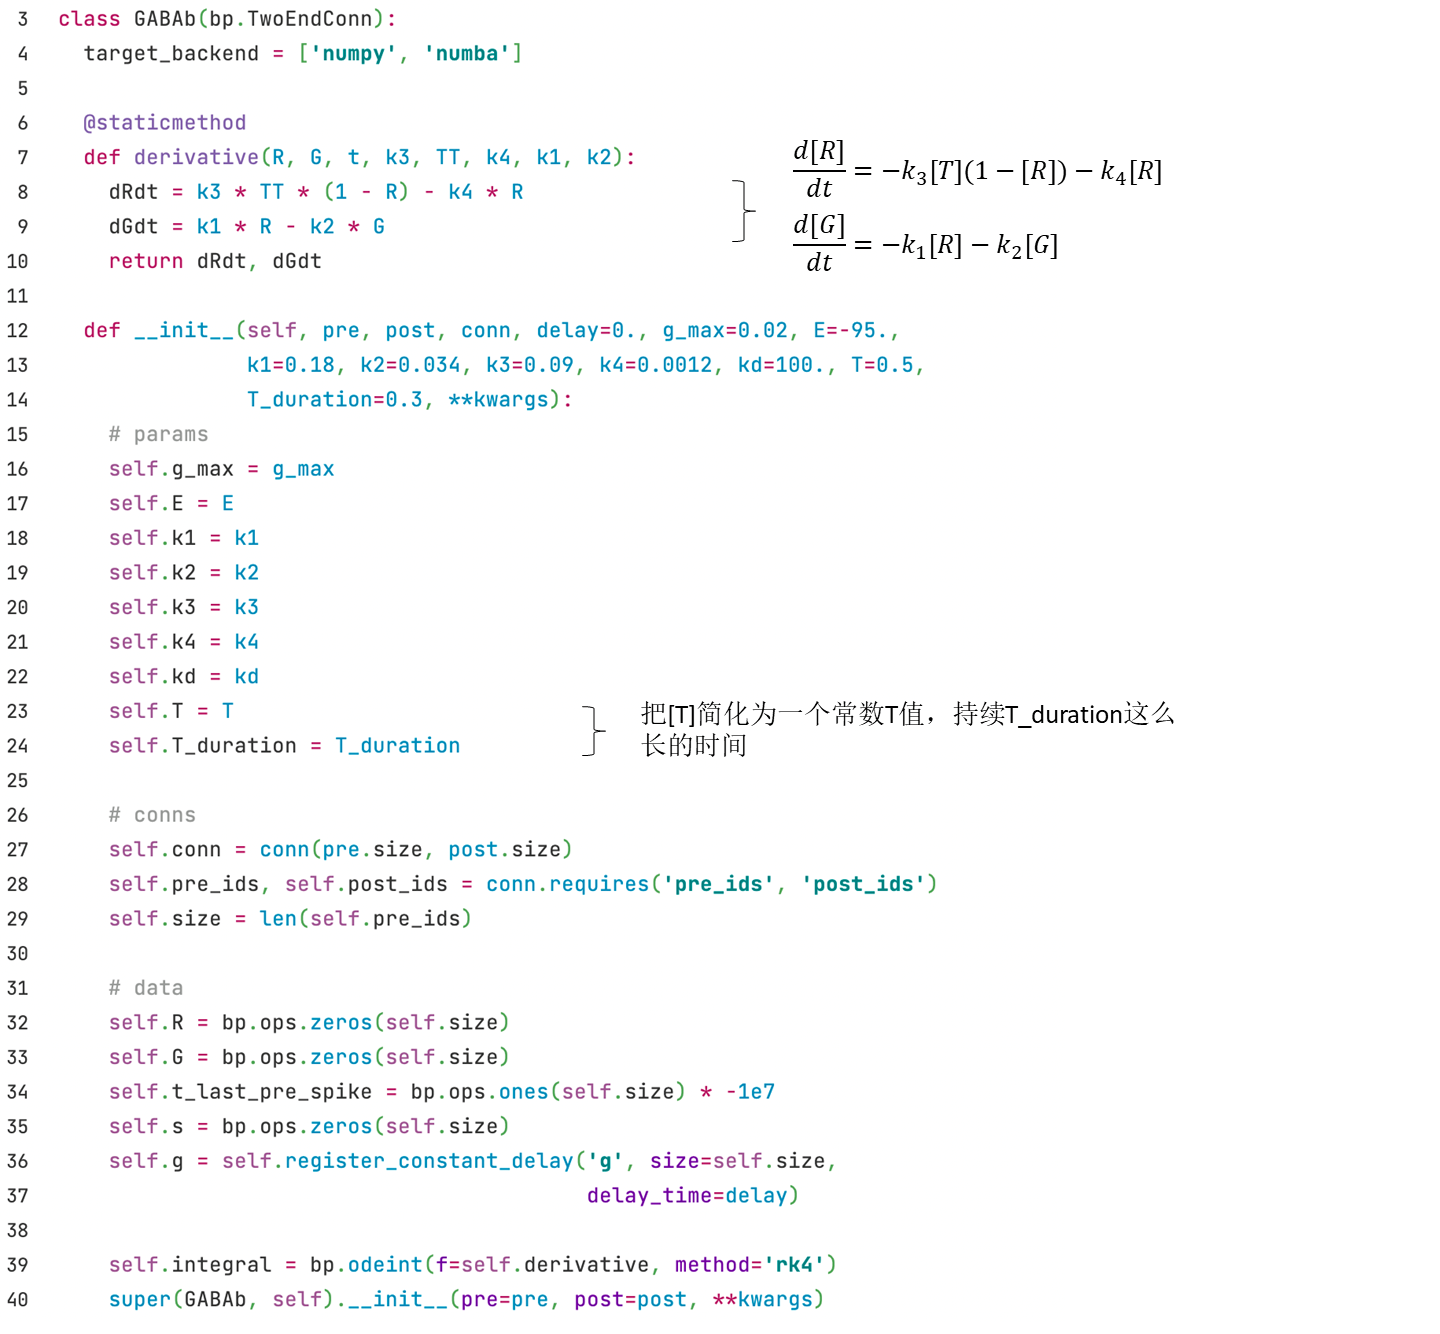 3 class GABAb(bp.TwoEndConn):
4 target_backend = ['numpy', 'numba']
5
6 @staticmethod
7 def derivative(R, G, t, k3, TT, k4, k1, k2):
8 dRdt = k3 * TT * (1 - R) - k4 * R
9 dGdt = k1 * R - k2 * G
10 return dRdt, dGdt
d[R]/dt = −k₃[T](1−[R])−k₄[R]
d[G]/dt = −k₁[R] − k₂[G]
11
12 def __init__(self, pre, post, conn, delay=0., g_max=0.02, E=-95.,
13 k1=0.18, k2=0.034, k3=0.09, k4=0.0012, kd=100., T=0.5,
14 T_duration=0.3, **kwargs):
15 # params
16 self.g_max = g_max
17 self.E = E
18 self.k1 = k1
19 self.k2 = k2
20 self.k3 = k3
21 self.k4 = k4
22 self.kd = kd
23 self.T = T
24 self.T_duration = T_duration
把[T]简化为一个常数T值，持续T_duration这么
长的时间
25
26 # conns
27 self.conn = conn(pre.size, post.size)
28 self.pre_ids, self.post_ids = conn.requires('pre_ids', 'post_ids')
29 self.size = len(self.pre_ids)
30
31 # data
32 self.R = bp.ops.zeros(self.size)
33 self.G = bp.ops.zeros(self.size)
34 self.t_last_pre_spike = bp.ops.ones(self.size) * -1e7
35 self.s = bp.ops.zeros(self.size)
36 self.g = self.register_constant_delay('g', size=self.size,
37 delay_time=delay)
38
39 self.integral = bp.odeint(f=self.derivative, method='rk4')
40 super(GABAb, self).__init__(pre=pre, post=post, **kwargs)